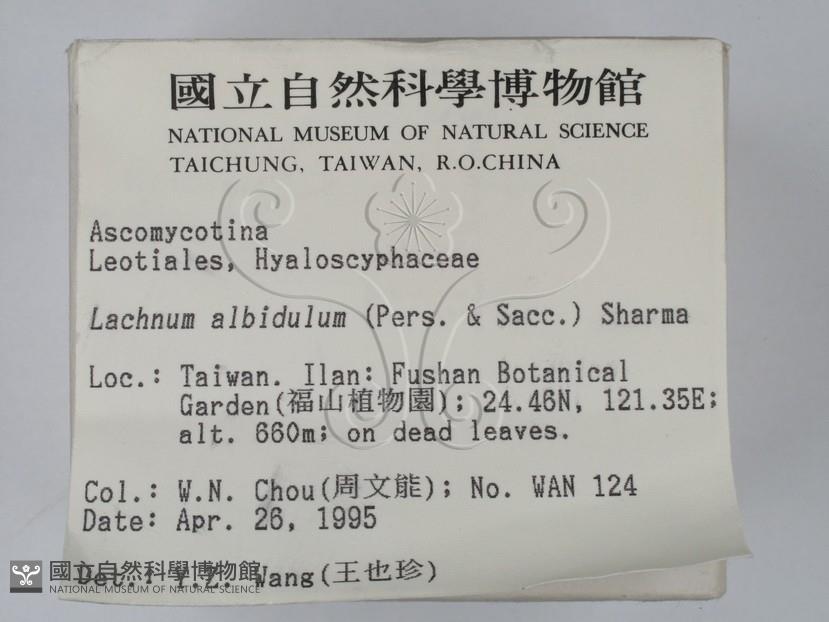 國立自然科學博物館
NATIONAL MUSEUM OF NATURAL SCIENCE
TAICHUNG, TAIWAN, R.O.CHINA
Ascomycotina
Leotiales, Hyaloscyphaceae
Lachnum albidulum (Pers. & Sacc.) Sharma
Loc.: Taiwan. Ilan: Fushan Botanical
Garden(福山植物園); 24.46N, 121.35E;
alt. 660m; on dead leaves.
Col.: W.N. Chou(周文能); No. WAN 124
Date: Apr. 26, 1995
Det.: Y.Z. Wang(王也珍)
國立自然科學博物館
NATIONAL MUSEUM OF NATURAL SCIENCE